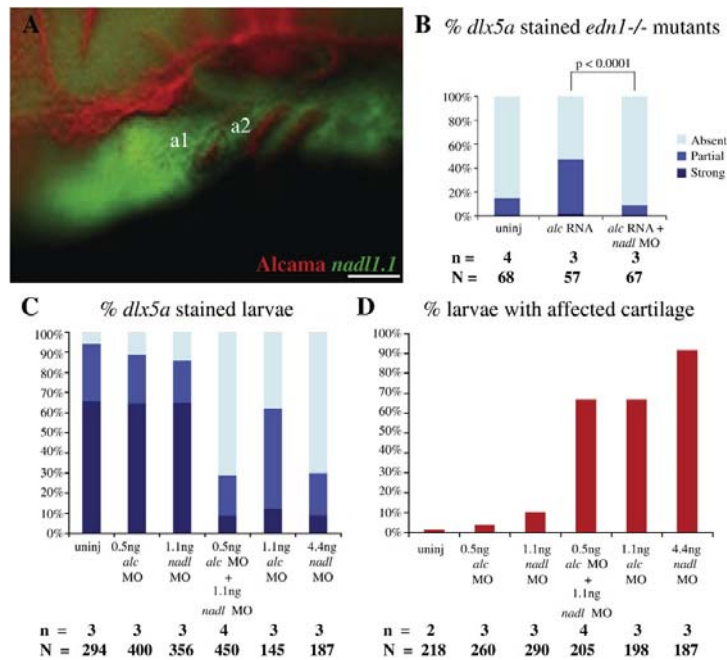 A
a1
a2
Alcama nadl1.1
B % dlx5a stained edn1-/- mutants
p < 0.0001
100%
80%
60%
40%
20%
0%
Absent
Partial
Strong
uninj
alc RNA
alc RNA +
nadl MO
n = 4 3 3
N = 68 57 67
C % dlx5a stained larvae
100%
90%
80%
70%
60%
50%
40%
30%
20%
10%
0%
uninj
0.5ng
alc
MO
1.1ng
nadl
MO
0.5ng
alc MO
+
1.1ng
nadl MO
1.1ng
alc
MO
4.4ng
nadl
MO
n = 3 3 3 4 3 3
N = 294 400 356 450 145 187
D % larvae with affected cartilage
100%
90%
80%
70%
60%
50%
40%
30%
20%
10%
0%
uninj
0.5ng
alc
MO
1.1ng
nadl
MO
0.5ng
alc MO
+
1.1ng
nadl MO
1.1ng
alc
MO
4.4ng
nadl
MO
n = 2 3 3 4 3 3
N = 218 260 290 205 198 187